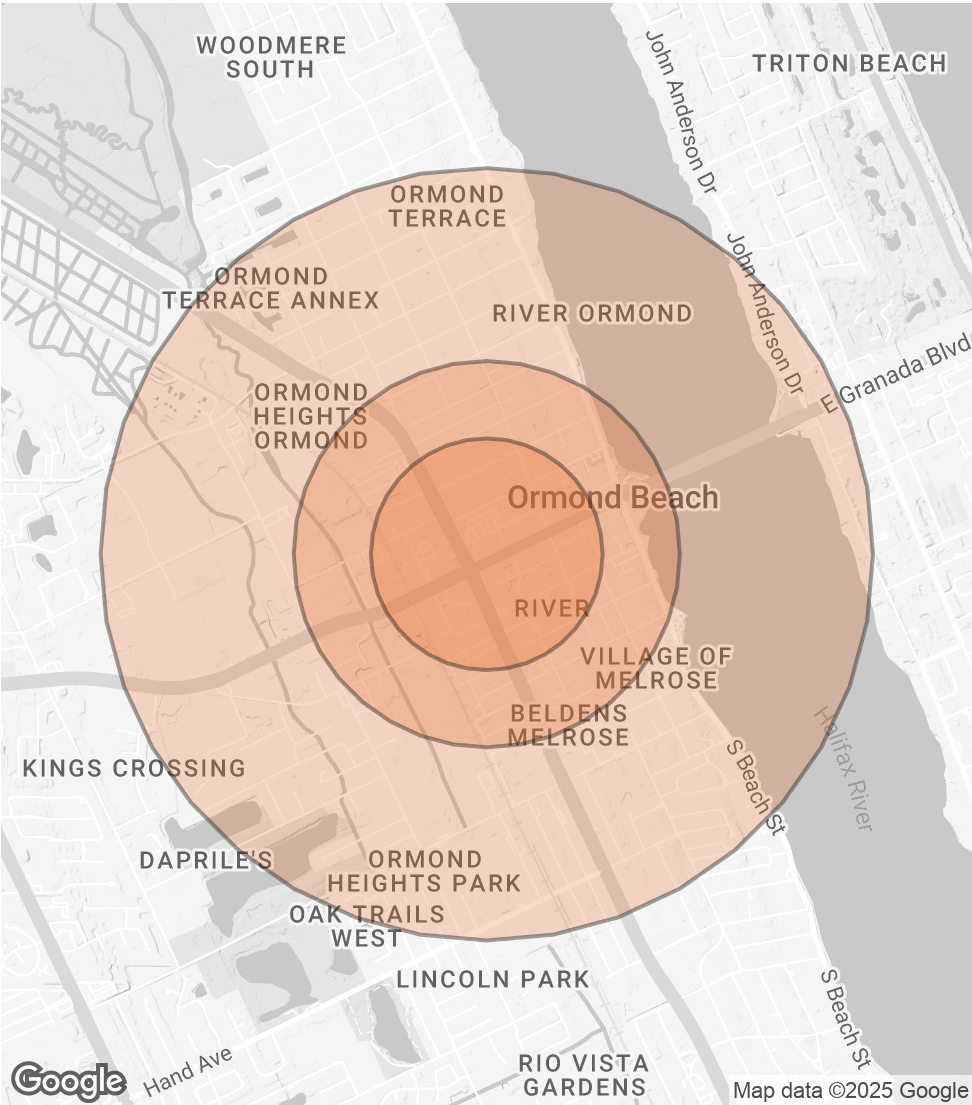 WOODMERE
SOUTH
TRITON BEACH
John Anderson Dr
ORMOND
TERRACE
John Anderson Dr
ORMOND
TERRACE ANNEX
RIVER ORMOND
E Granada Blvd
ORMOND
HEIGHTS
ORMOND
Ormond Beach
RIVER
VILLAGE OF
MELROSE
BELDENS
MELROSE
KINGS CROSSING
S Beach St
Halifax River
DAPRILE'S
ORMOND
HEIGHTS PARK
OAK TRAILS
WEST
LINCOLN PARK
S Beach St
Hand Ave
RIO VISTA
GARDENS
Google
Map data ©2025 Google